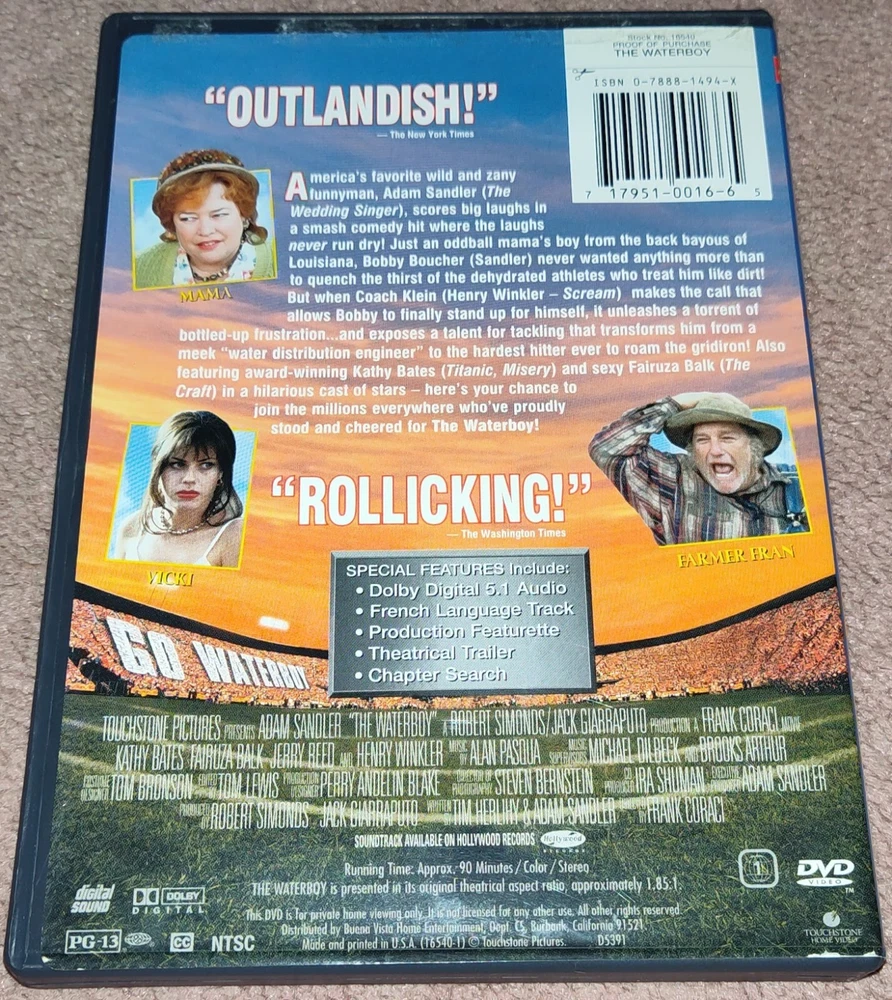 Stock No. 16540
PROOF OF PURCHASE
THE WATERBOY
ISBN 0-7888-1494-X
7 17951-0016-6 5
“OUTLANDISH!”
— The New York Times
America's favorite wild and zany
funnyman, Adam Sandler (The
Wedding Singer), scores big laughs in
a smash comedy hit where the laughs
never run dry! Just an oddball mama's boy from the back bayous of
Louisiana, Bobby Boucher (Sandler) never wanted anything more than
to quench the thirst of the dehydrated athletes who treat him like dirt!
But when Coach Klein (Henry Winkler – Scream) makes the call that
allows Bobby to finally stand up for himself, it unleashes a torrent of
bottled-up frustration...and exposes a talent for tackling that transforms him from a
meek “water distribution engineer” to the hardest hitter ever to roam the gridiron! Also
featuring award-winning Kathy Bates (Titanic, Misery) and sexy Fairuza Balk (The
Craft) in a hilarious cast of stars – here's your chance to
join the millions everywhere who've proudly
stood and cheered for The Waterboy!
MAMA
VICKI
FARMER FRAN
“ROLLICKING!”
— The Washington Times
SPECIAL FEATURES Include:
• Dolby Digital 5.1 Audio
• French Language Track
• Production Featurette
• Theatrical Trailer
• Chapter Search
GO WATERBOY
TOUCHSTONE PICTURES PRESENTS ADAM SANDLER "THE WATERBOY" A ROBERT SIMONDS/JACK GIARRAPUTO PRODUCTION A FRANK CORACI MOVIE
KATHY BATES FAIRUZA BALK JERRY REED AND HENRY WINKLER MUSIC BY ALAN PASQUA MUSIC SUPERVISORS MICHAEL DILBECK AND BROOKS ARTHUR
COSTUME DESIGNER TOM BRONSON EDITED BY TOM LEWIS PRODUCTION DESIGNER PERRY ANDELIN BLAKE DIRECTOR OF PHOTOGRAPHY STEVEN BERNSTEIN CO-PRODUCER IRA SHUMAN EXECUTIVE PRODUCER ADAM SANDLER
PRODUCED BY ROBERT SIMONDS JACK GIARRAPUTO WRITTEN BY TIM HERLIHY & ADAM SANDLER DIRECTED BY FRANK CORACI
SOUNDTRACK AVAILABLE ON HOLLYWOOD RECORDS Hollywood RECORDS
Running Time: Approx. 90 Minutes / Color / Stereo
THE WATERBOY is presented in its original theatrical aspect ratio, approximately 1.85:1.
This DVD is for private home viewing only. It is not licensed for any other use. All other rights reserved.
Distributed by Buena Vista Home Entertainment, Dept. CS, Burbank, California 91521.
Made and printed in U.S.A. (16540-1) © Touchstone Pictures. D5391
digital SOUND
DOLBY DIGITAL
PG-13
CC
NTSC
1
DVD VIDEO ™
TOUCHSTONE
HOME VIDEO